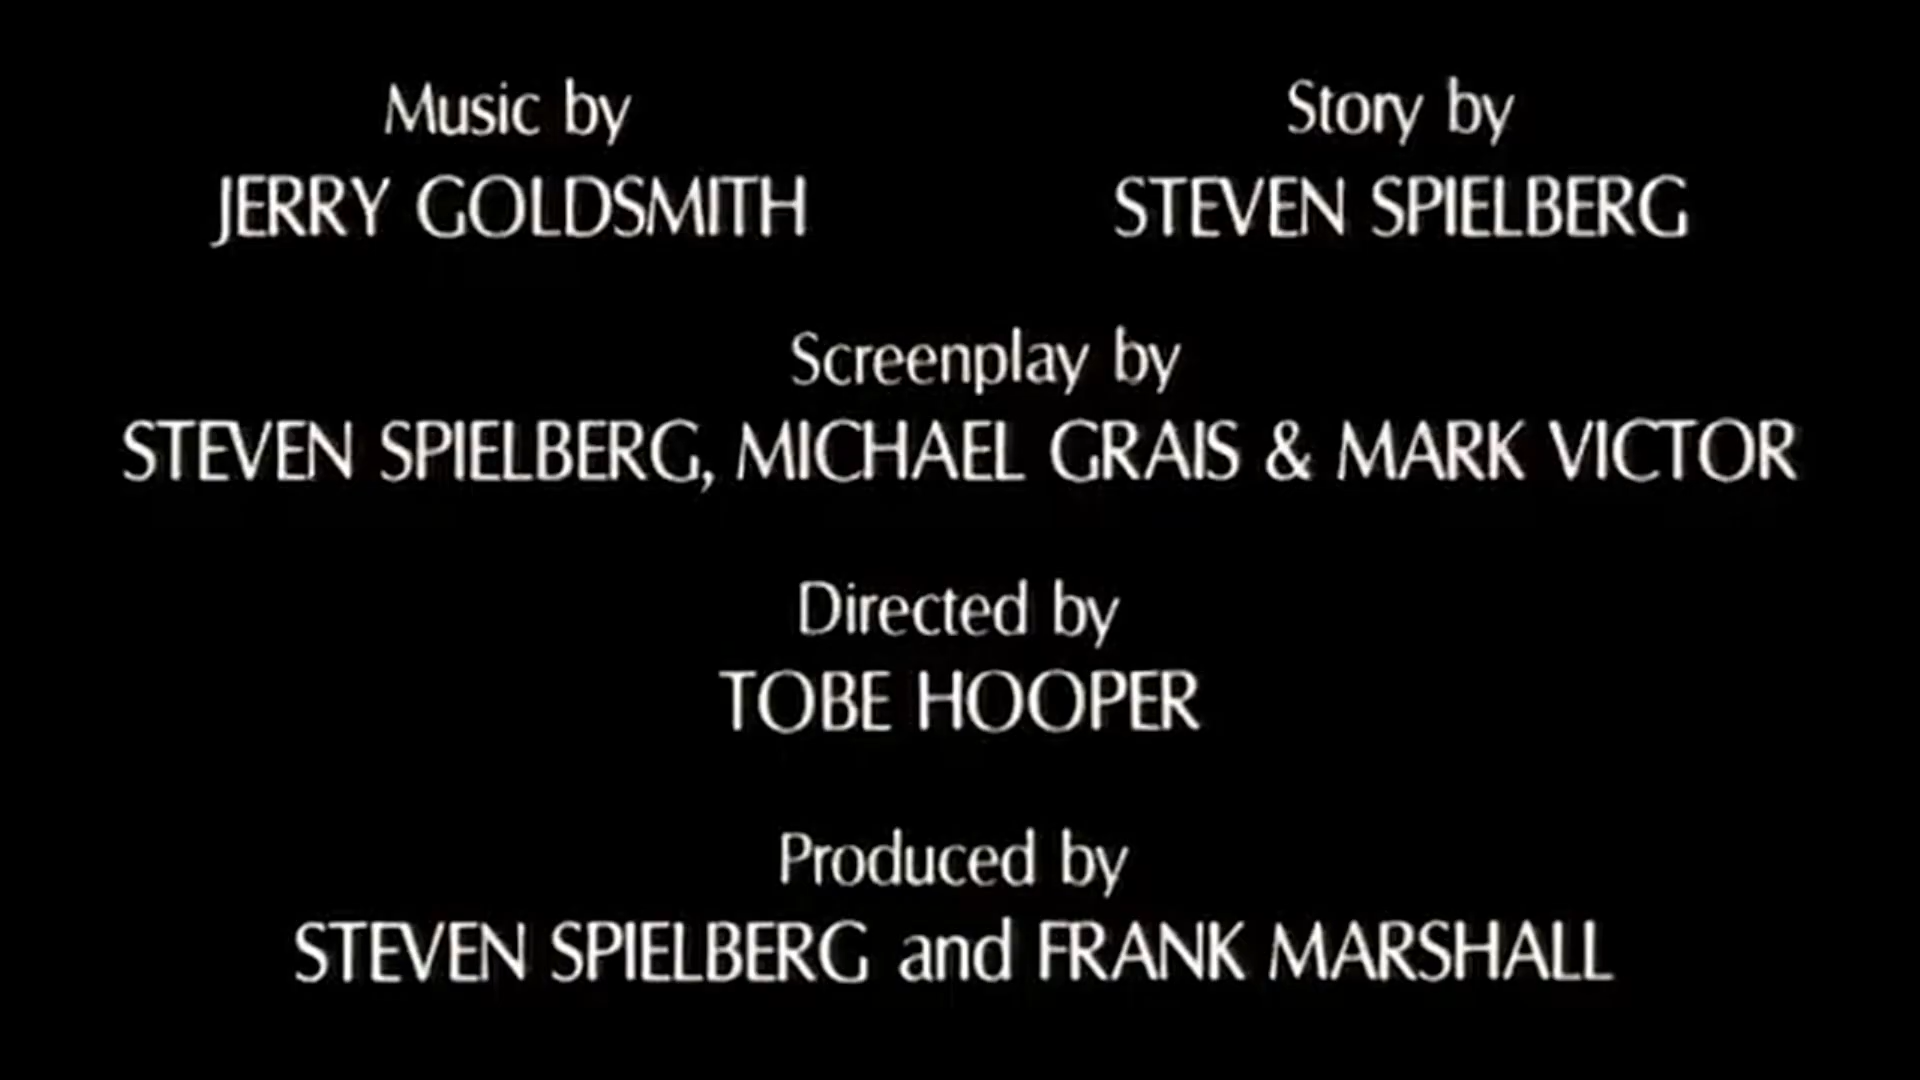 Music by
JERRY GOLDSMITH
Story by
STEVEN SPIELBERG
Screenplay by
STEVEN SPIELBERG, MICHAEL GRAIS & MARK VICTOR
Directed by
TOBE HOOPER
Produced by
STEVEN SPIELBERG and FRANK MARSHALL